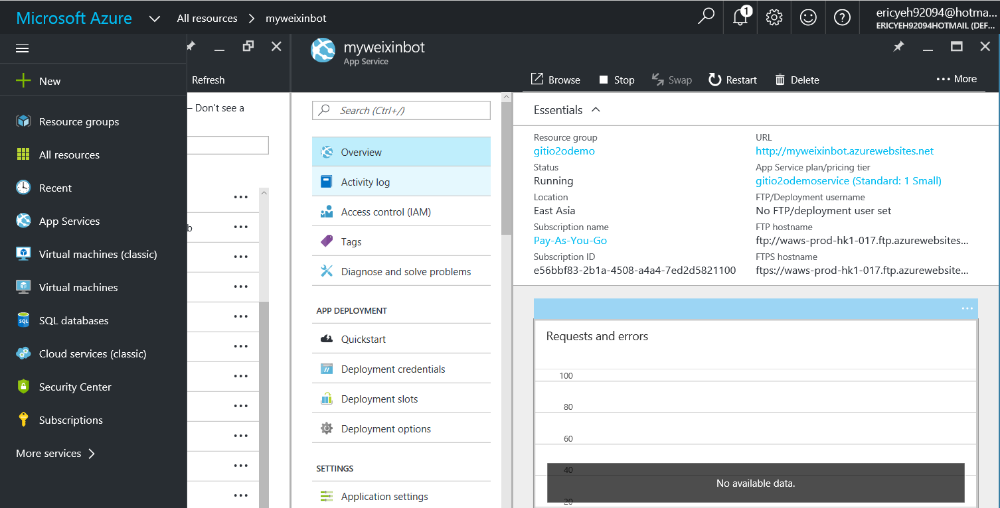 Microsoft Azure
All resources
myweixinbot
1
ericyeh92094@hotma...
ERICYEH92094HOTMAIL (DEF...
New
Resource groups
All resources
Recent
App Services
Virtual machines (classic)
Virtual machines
SQL databases
Cloud services (classic)
Security Center
Subscriptions
More services
Refresh
– Don't see a
b
myweixinbot
App Service
Browse
Stop
Swap
Restart
Delete
More
Search (Ctrl+/)
Overview
Activity log
Access control (IAM)
Tags
Diagnose and solve problems
APP DEPLOYMENT
Quickstart
Deployment credentials
Deployment slots
Deployment options
SETTINGS
Application settings
Essentials
Resource group
gitio2odemo
Status
Running
Location
East Asia
Subscription name
Pay-As-You-Go
Subscription ID
e56bbf83-2b1a-4508-a4a4-7ed2d5821100
URL
http://myweixinbot.azurewebsites.net
App Service plan/pricing tier
gitio2odemoservice (Standard: 1 Small)
FTP/Deployment username
No FTP/deployment user set
FTP hostname
ftp://waws-prod-hk1-017.ftp.azurewebsites...
FTPS hostname
ftps://waws-prod-hk1-017.ftp.azurewebsite...
Requests and errors
100
80
60
40
No available data.
20